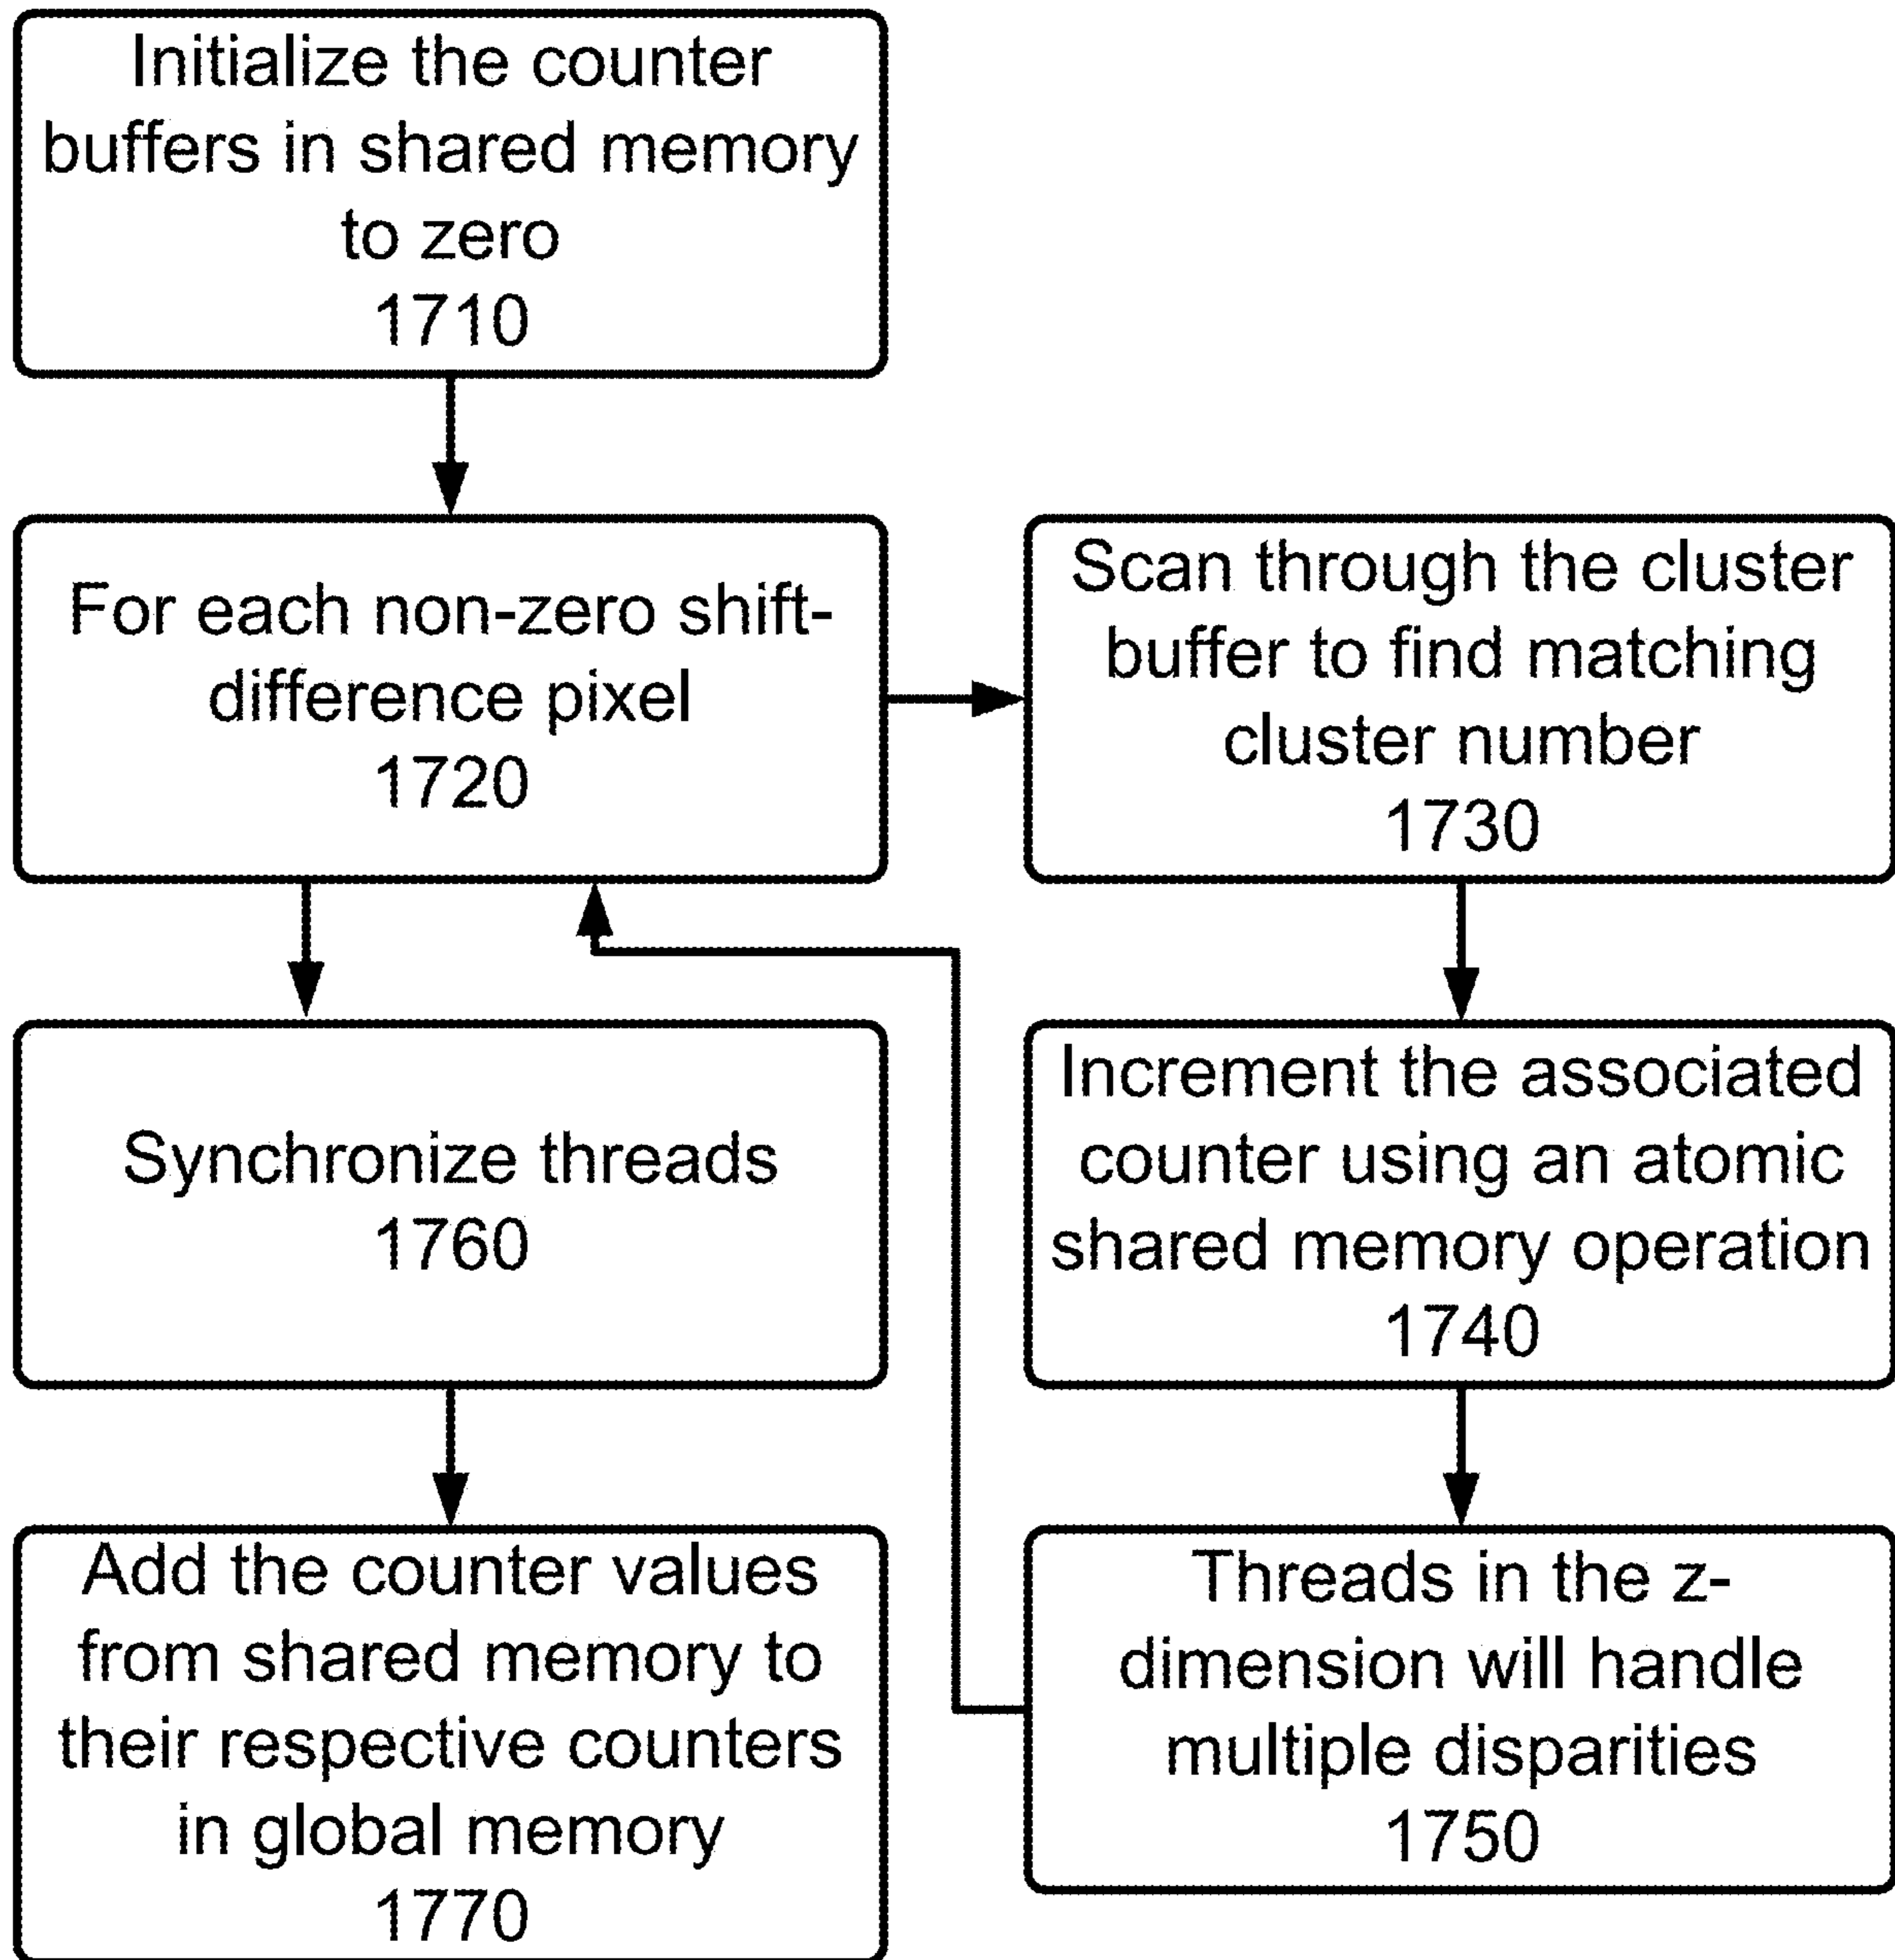 Initialize the counter
buffers in shared memory
to zero
1710
For each non-zero shift-
difference pixel
1720
Scan through the cluster
buffer to find matching
cluster number
1730
Increment the associated
counter using an atomic
shared memory operation
1740
Threads in the z-
dimension will handle
multiple disparities
1750
Synchronize threads
1760
Add the counter values
from shared memory to
their respective counters
in global memory
1770